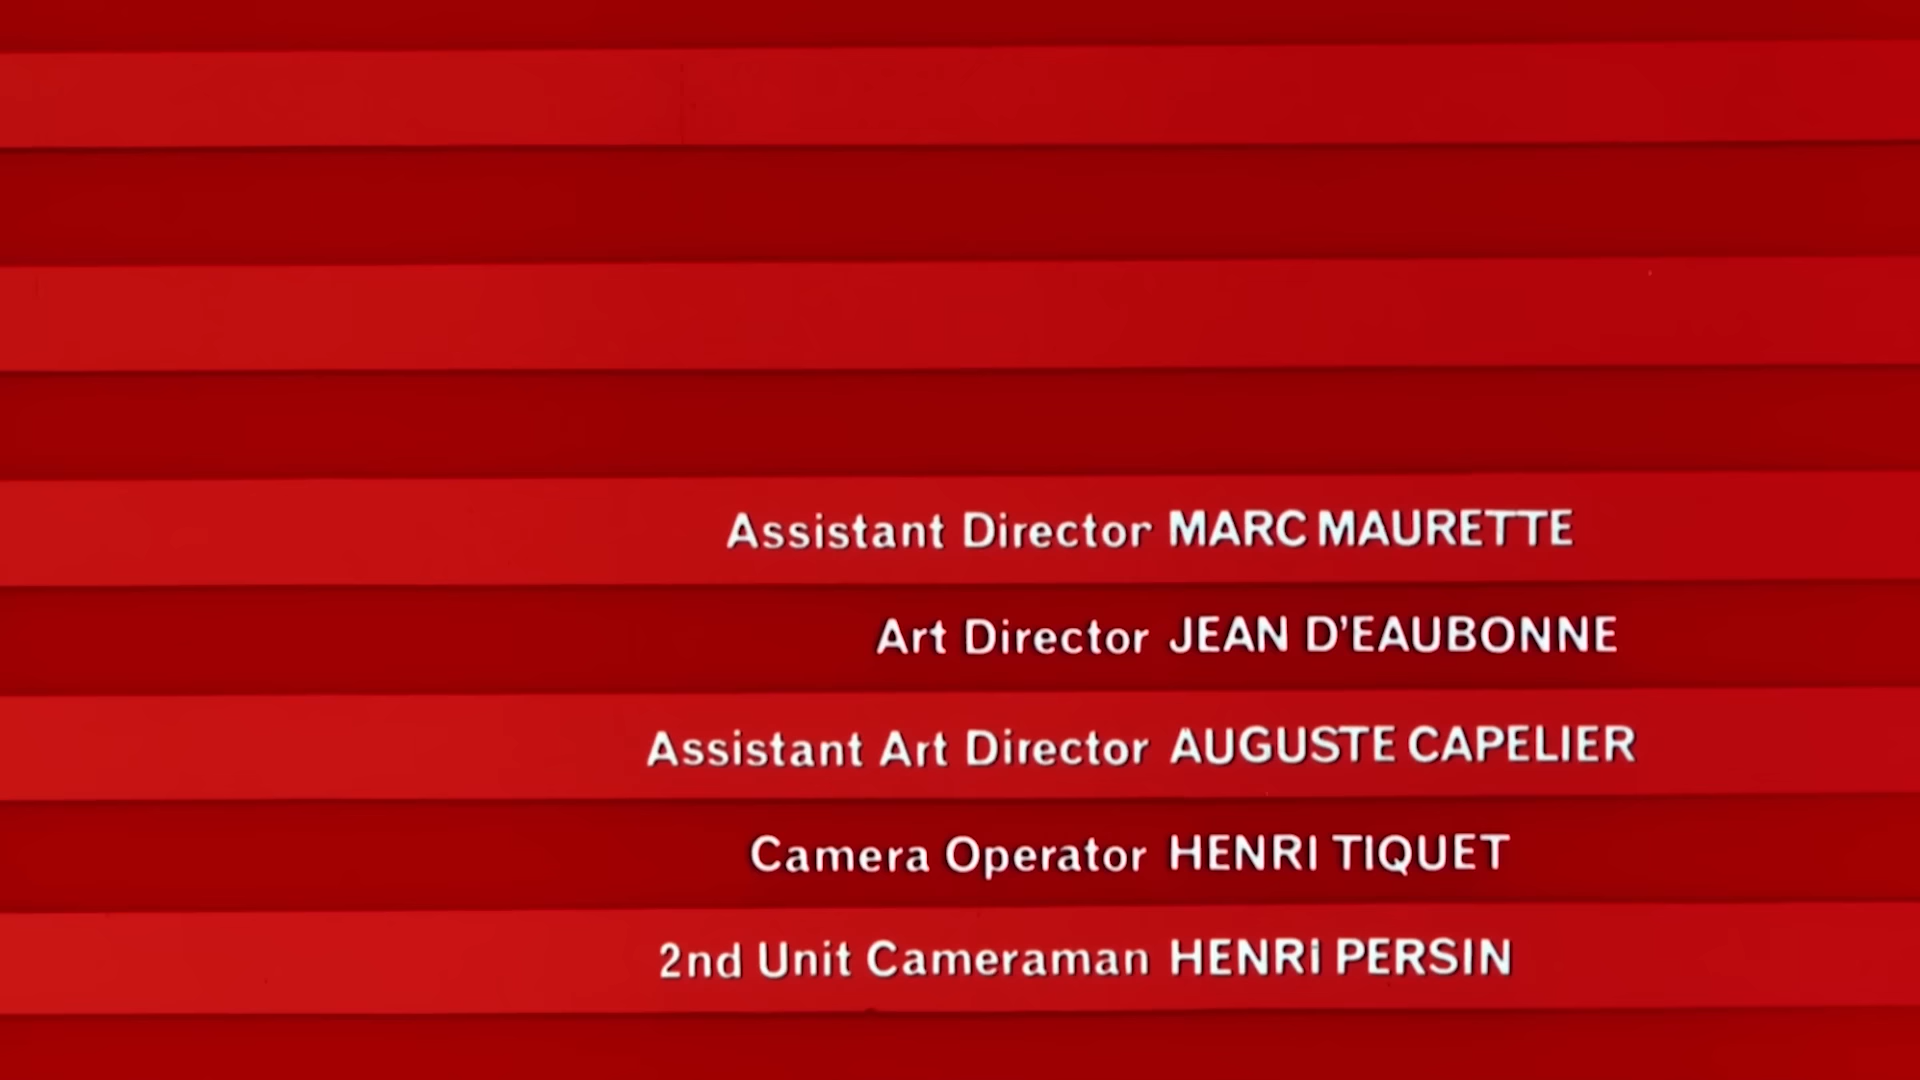 Assistant Director MARC MAURETTE
Art Director JEAN D'EAUBONNE
Assistant Art Director AUGUSTE CAPELIER
Camera Operator HENRI TIQUET
2nd Unit Cameraman HENRI PERSIN